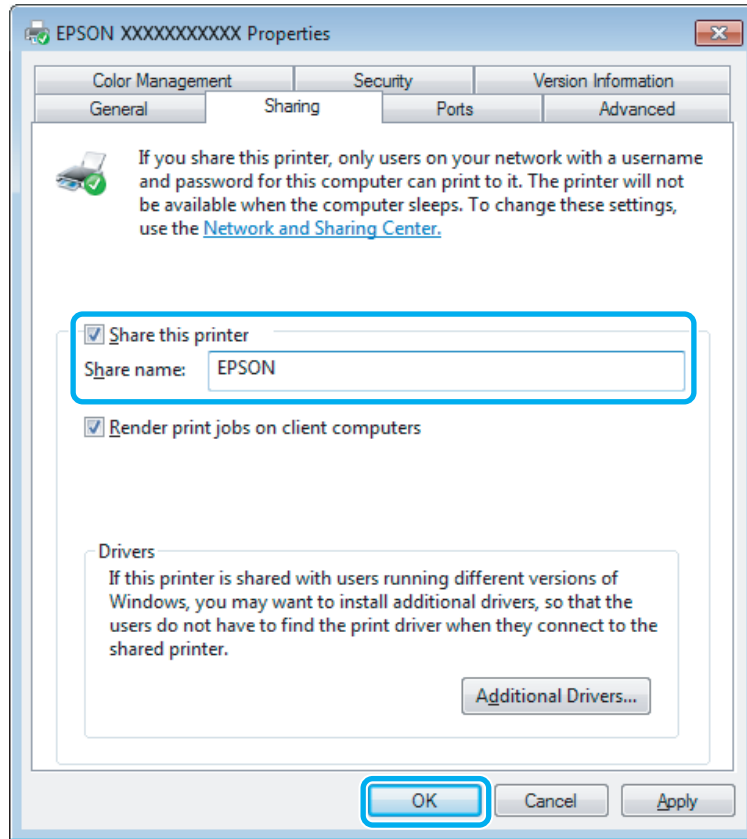 EPSON XXXXXXXXXXX Properties
Color Management Security Version Information
General Sharing Ports Advanced
If you share this printer, only users on your network with a username
and password for this computer can print to it. The printer will not
be available when the computer sleeps. To change these settings,
use the Network and Sharing Center.
Share this printer
Share name: EPSON
Render print jobs on client computers
Drivers
If this printer is shared with users running different versions of
Windows, you may want to install additional drivers, so that the
users do not have to find the print driver when they connect to the
shared printer.
Additional Drivers...
OK Cancel Apply